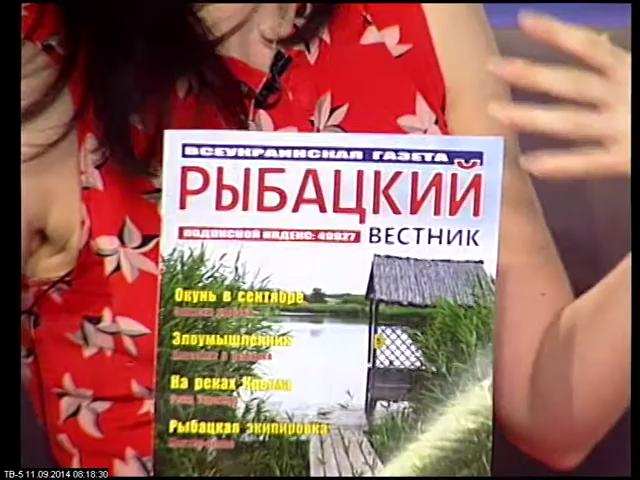 ВСЕУКРАИНСКАЯ ГАЗЕТА
РЫБАЦКИЙ
ПОДПИСНОЙ ИНДЕКС: 49927
ВЕСТНИК
Окунь в сентябре
Злоумышленник
На реках Крыма
Рыбацкая экипировка
ТВ-5 11.09.2014 08:18:30